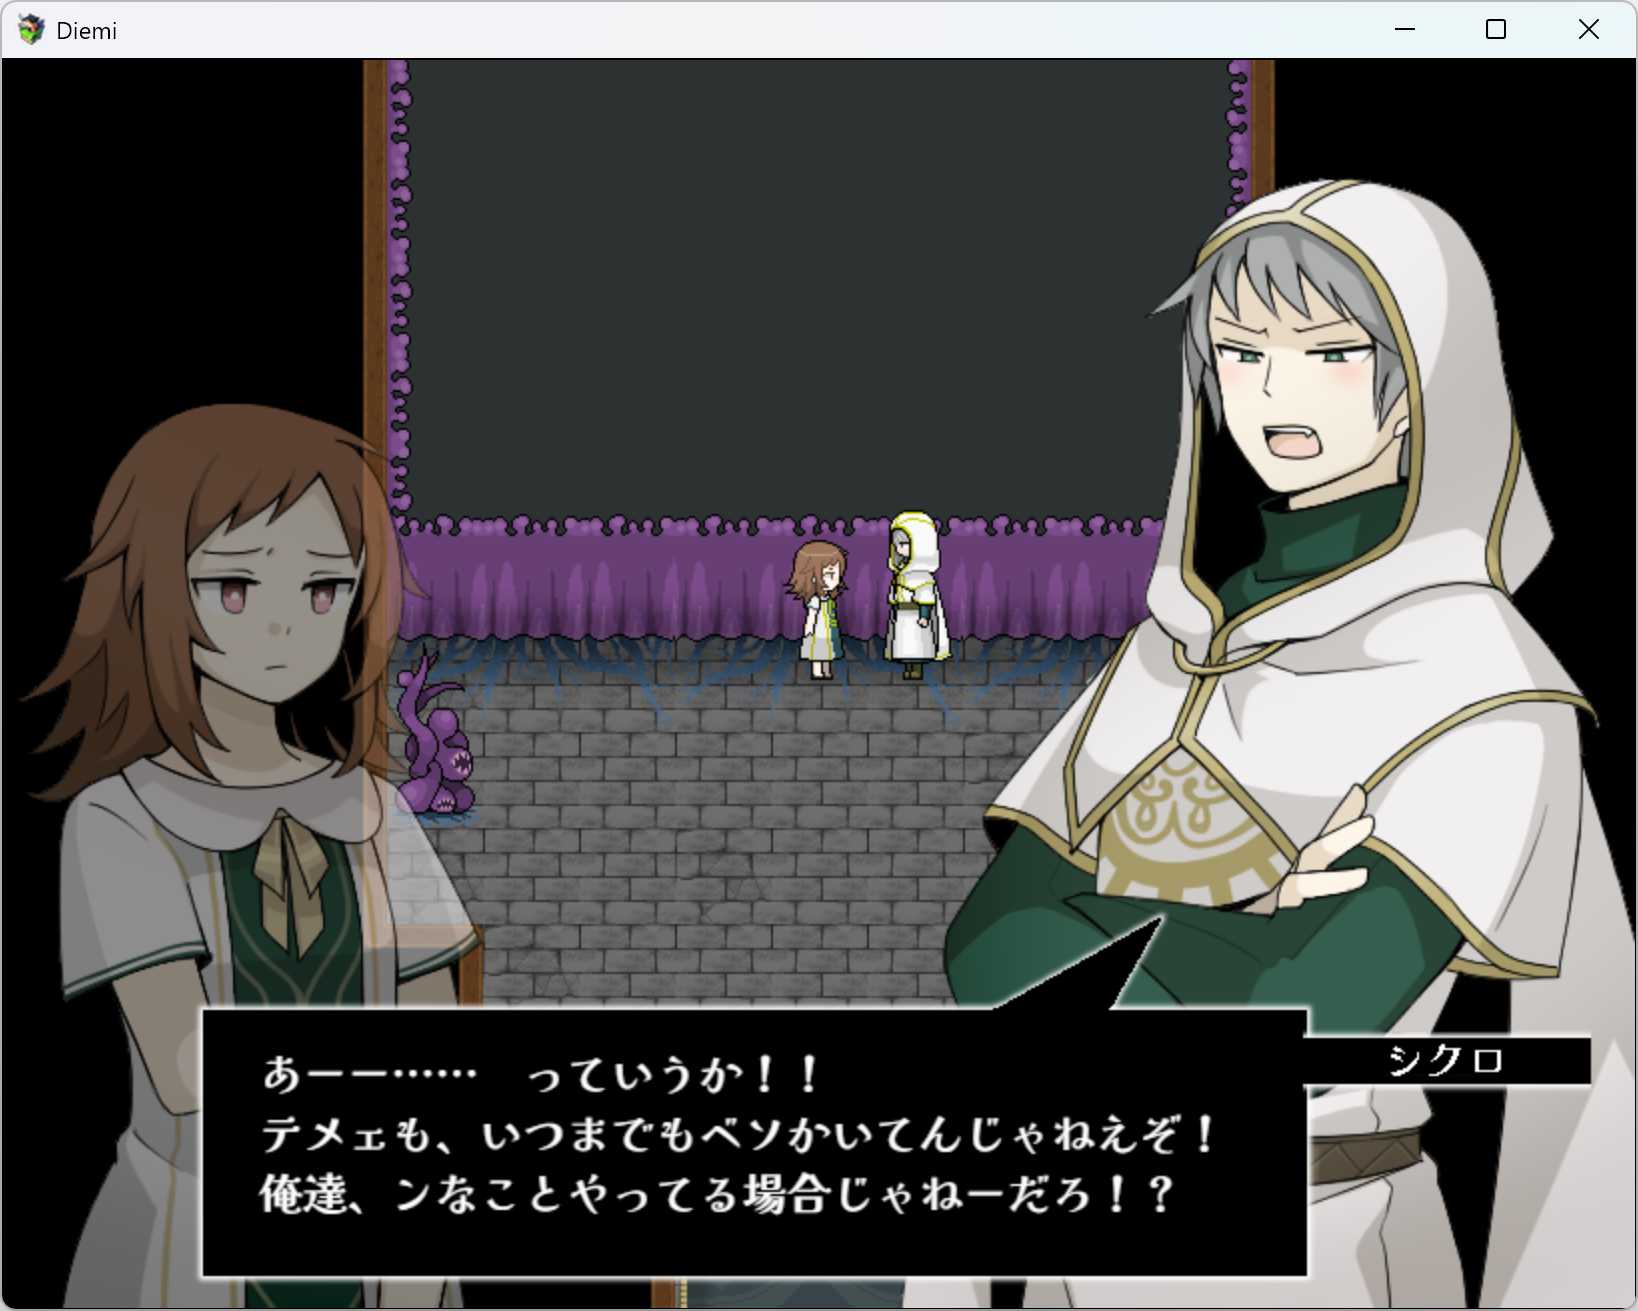 Diemi
シクロ
あーー…… っていうか！！
テメェも、いつまでもベソかいてんじゃねえぞ！
俺達、ンなことやってる場合じゃねーだろ！？